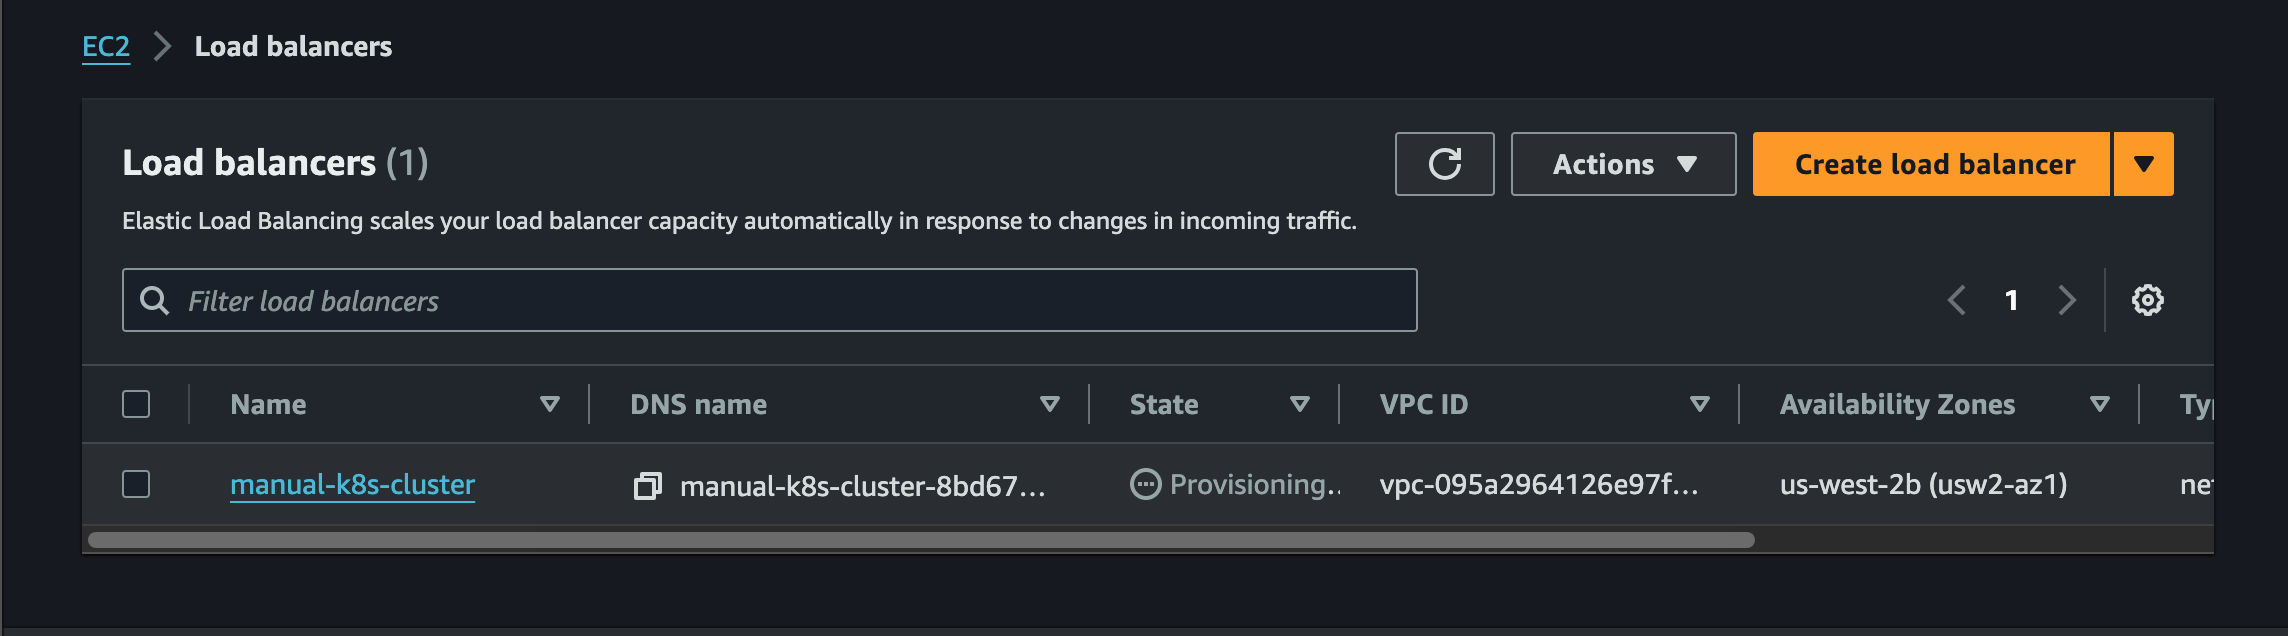 EC2 Load balancers
Load balancers (1)
Actions
Create load balancer
Elastic Load Balancing scales your load balancer capacity automatically in response to changes in incoming traffic.
Filter load balancers
1
Name DNS name State VPC ID Availability Zones Ty
manual-k8s-cluster manual-k8s-cluster-8bd67... Provisioning.. vpc-095a2964126e97f... us-west-2b (usw2-az1) ne